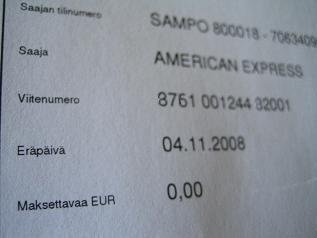 Saajan tilinumero SAMPO 800018 - 7063409
Saaja AMERICAN EXPRESS
Viitenumero 8761 001244 82001
Eräpäivä 04.11.2008
Maksettavaa EUR 0,00